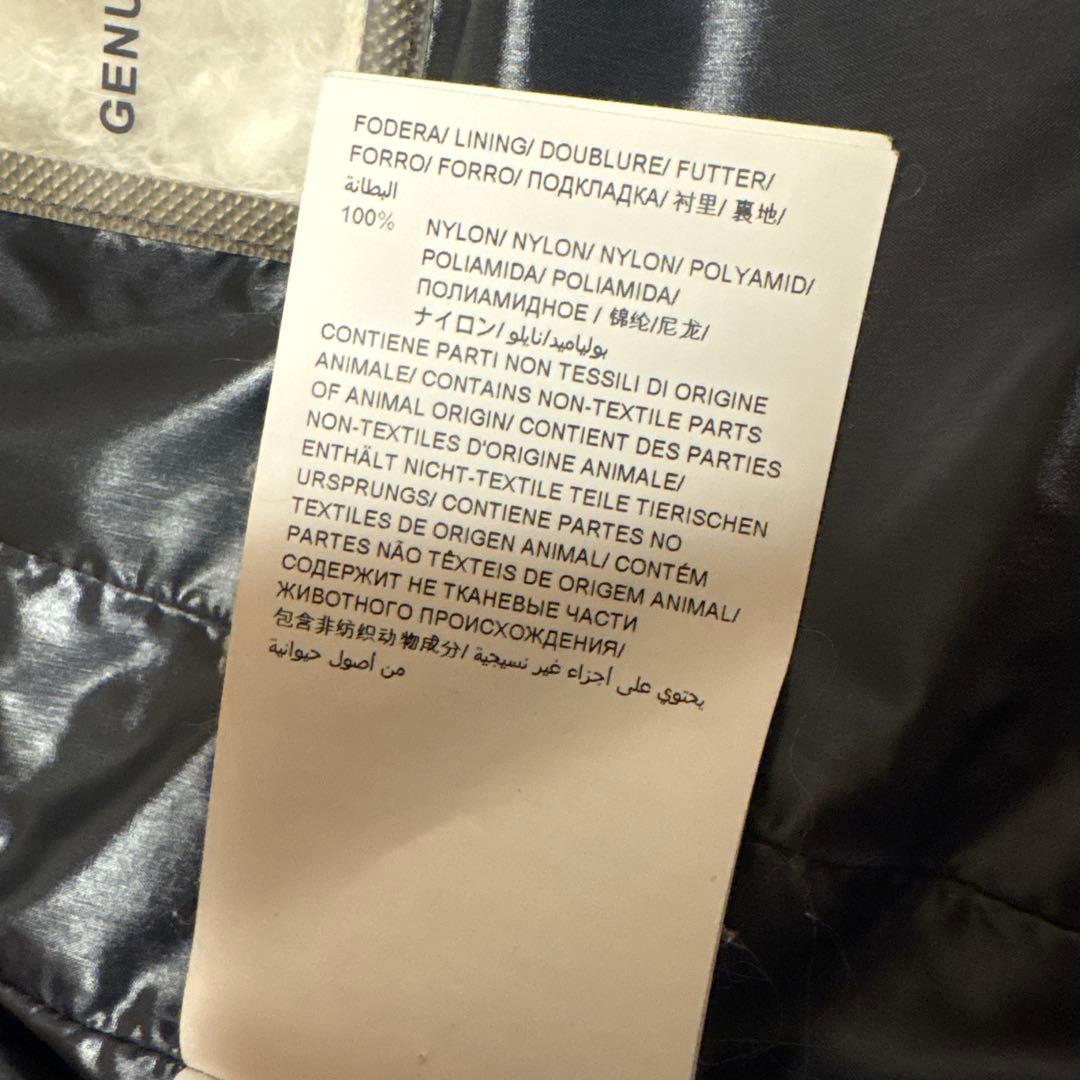 GENU
FODERA/ LINING/ DOUBLURE/ FUTTER/
FORRO/ FORRO/ ПОДКЛАДКА/ 衬里/ 裏地/
البطانة
100%
NYLON/ NYLON/ NYLON/ POLYAMID/
POLIAMIDA/ POLIAMIDA/
ПОЛИАМИДНОЕ / 锦纶/尼龙/
ナイロン/ بولياميد/نايلو
CONTIENE PARTI NON TESSILI DI ORIGINE
ANIMALE/ CONTAINS NON-TEXTILE PARTS
OF ANIMAL ORIGIN/ CONTIENT DES PARTIES
NON-TEXTILES D'ORIGINE ANIMALE/
ENTHÄLT NICHT-TEXTILE TEILE TIERISCHEN
URSPRUNGS/ CONTIENE PARTES NO
TEXTILES DE ORIGEN ANIMAL/ CONTÉM
PARTES NÃO TÊXTEIS DE ORIGEM ANIMAL/
СОДЕРЖИТ НЕ ТКАНЕВЫЕ ЧАСТИ
ЖИВОТНОГО ПРОИСХОЖДЕНИЯ/
包含非纺织动物成分/ يحتوي على أجزاء غير نسيجية
من أصول حيوانية